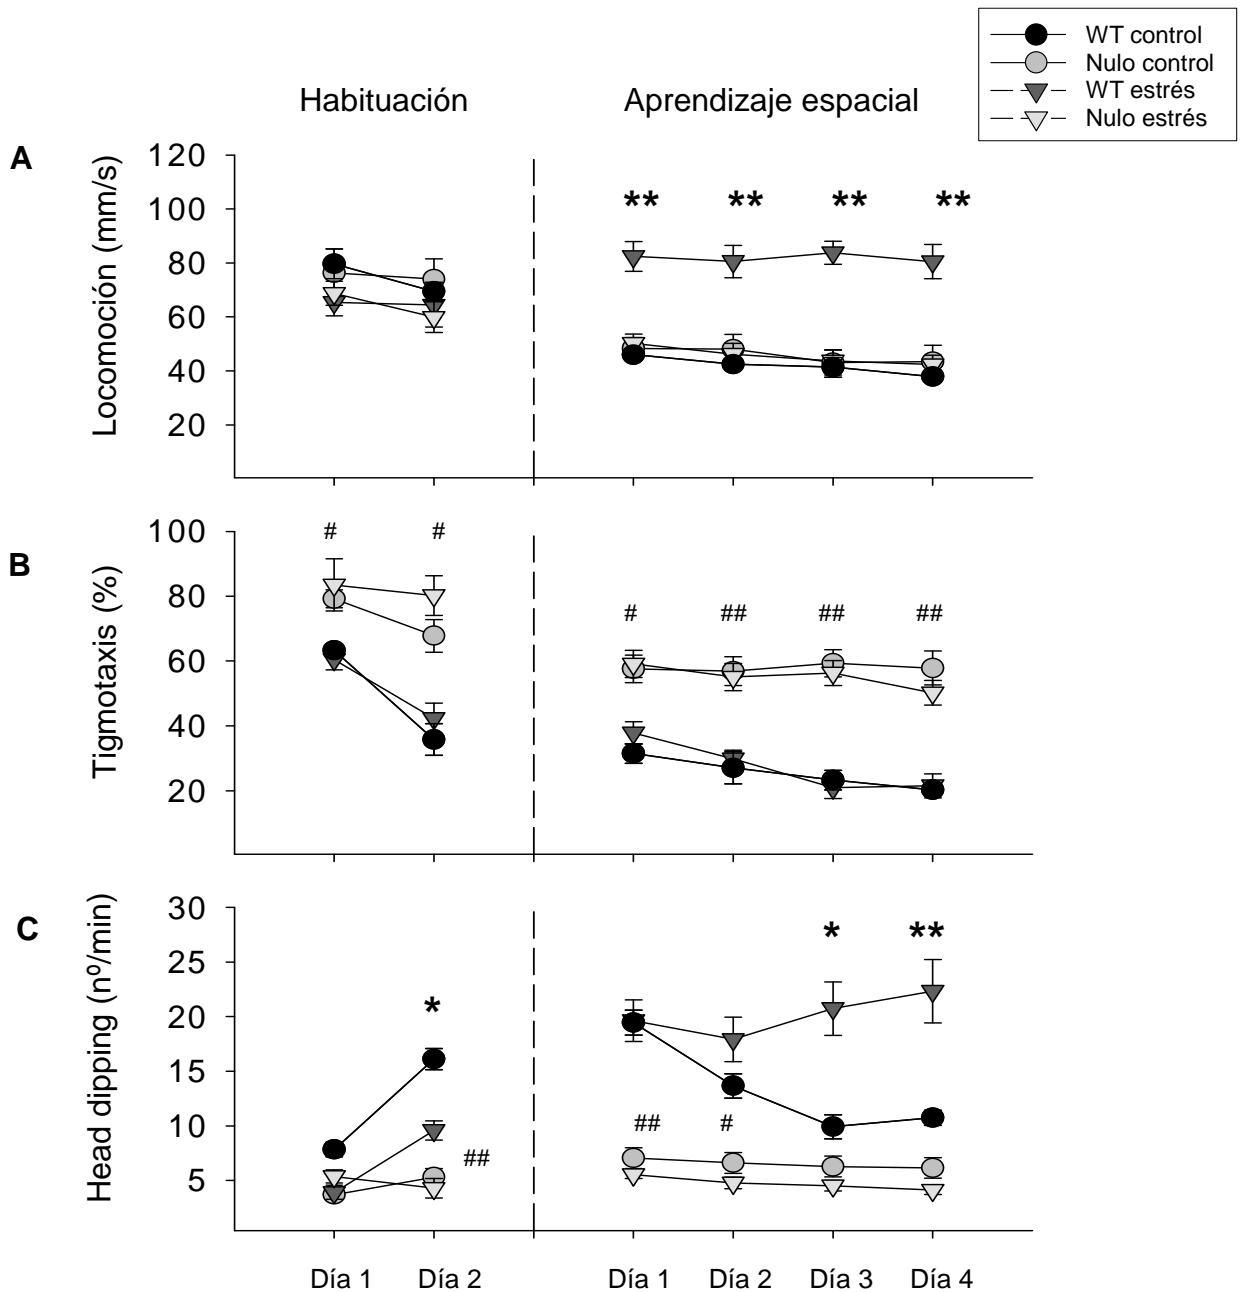 WT control
Nulo control
WT estrés
Nulo estrés
Habituación
Aprendizaje espacial
A
Locomoción (mm/s)
120
100
80
60
40
20
** ** ** **
B
Tigmotaxis (%)
100
80
60
40
20
# #
# ## ## ##
C
Head dipping (nº/min)
30
25
20
15
10
5
* **
*
## #
##
Día 1 Día 2 Día 1 Día 2 Día 3 Día 4